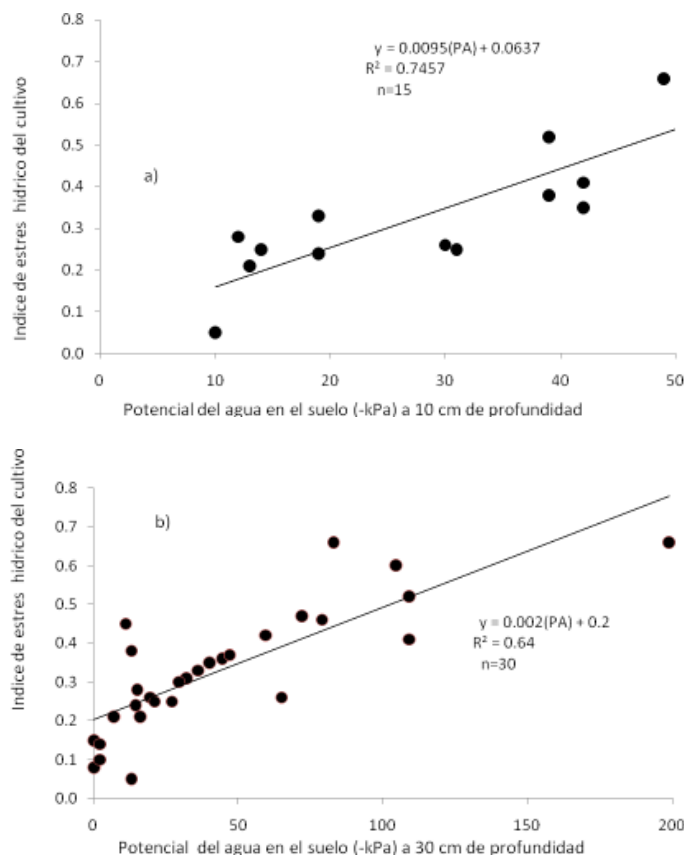 0.8
0.7
0.6
0.5
0.4
0.3
0.2
0.1
0.0
Indice de estres hídrico del cultivo
y = 0.0095(PA) + 0.0637
R² = 0.7457
n=15
a)
0 10 20 30 40 50
Potencial del agua en el suelo (-kPa) a 10 cm de profundidad
0.8
0.7
0.6
0.5
0.4
0.3
0.2
0.1
0.0
Indice de estres hídrico del cultivo
b)
y = 0.002(PA) + 0.2
R² = 0.64
n=30
0 50 100 150 200
Potencial del agua en el suelo (-kPa) a 30 cm de profundidad